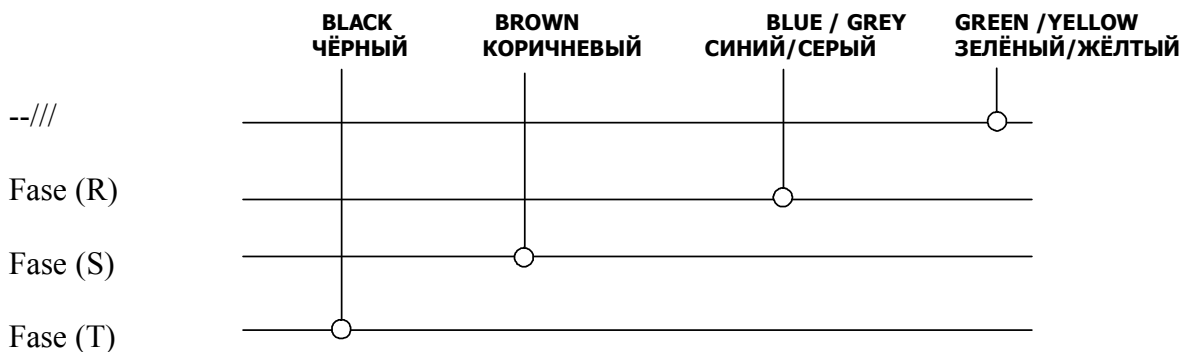 BLACK BROWN BLUE / GREY GREEN /YELLOW
ЧЁРНЫЙ КОРИЧНЕВЫЙ СИНИЙ/СЕРЫЙ ЗЕЛЁНЫЙ/ЖЁЛТЫЙ
--///
Fase (R)
Fase (S)
Fase (T)